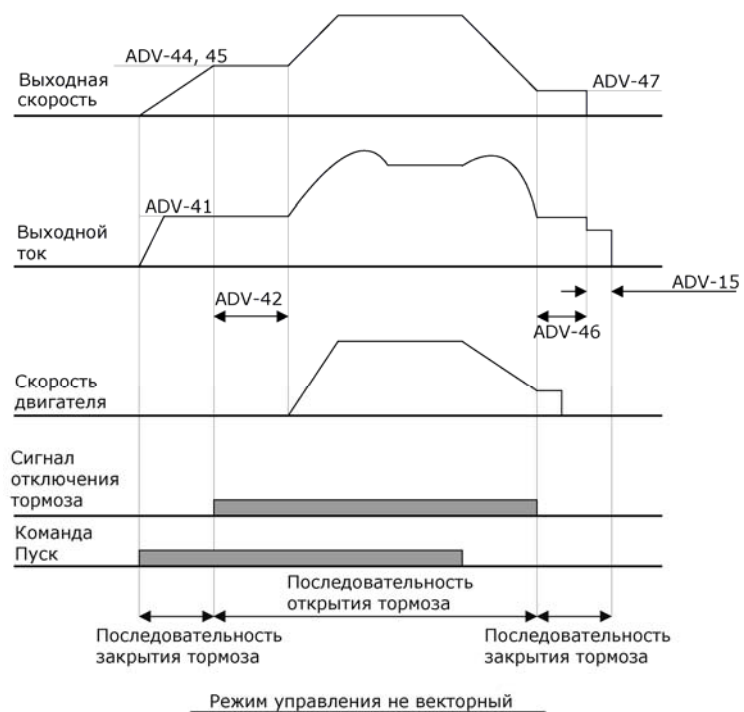 ADV-44, 45
Выходная
скорость
ADV-47
ADV-41
Выходной
ток
ADV-42
ADV-15
ADV-46
Скорость
двигателя
Сигнал
отключения
тормоза
Команда
Пуск
Последовательность
открытия тормоза
Последовательность
закрытия тормоза
Последовательность
закрытия тормоза
Режим управления не векторный